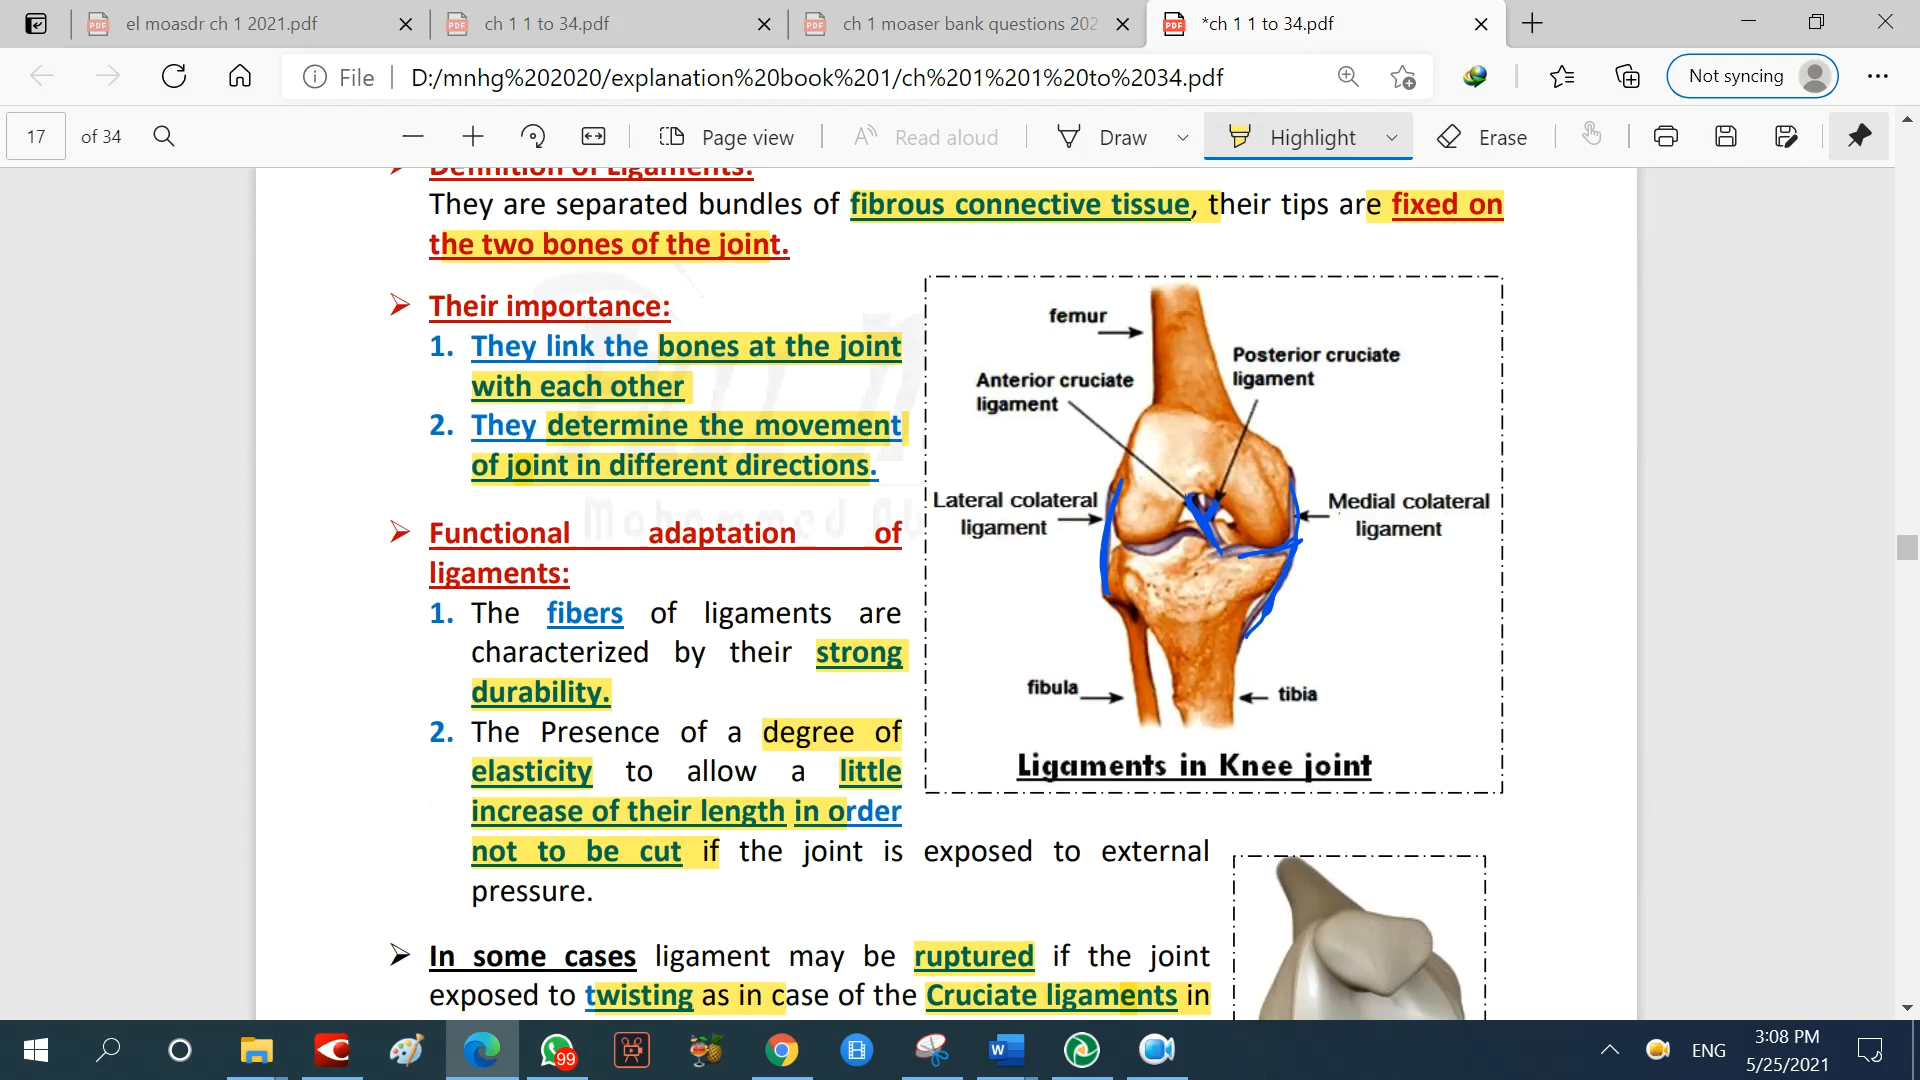 el moasdr ch 1 2021.pdf
ch 1 1 to 34.pdf
ch 1 moaser bank questions 202
*ch 1 1 to 34.pdf
File
D:/mnhg%202020/explanation%20book%201/ch%201%201%20to%2034.pdf
Not syncing
17 of 34
Page view
Read aloud
Draw
Highlight
Erase
Definition of Ligaments:
They are separated bundles of fibrous connective tissue, their tips are fixed on
the two bones of the joint.
Their importance:
1. They link the bones at the joint
with each other
2. They determine the movement
of joint in different directions.
Functional adaptation of
ligaments:
1. The fibers of ligaments are
characterized by their strong
durability.
2. The Presence of a degree of
elasticity to allow a little
increase of their length in order
not to be cut if the joint is exposed to external
pressure.
In some cases ligament may be ruptured if the joint
exposed to twisting as in case of the Cruciate ligaments in
femur
Posterior cruciate
ligament
Anterior cruciate
ligament
Lateral colateral
ligament
Medial colateral
ligament
fibula
tibia
Ligaments in Knee joint
Mohammed
99
ENG
3:08 PM
5/25/2021